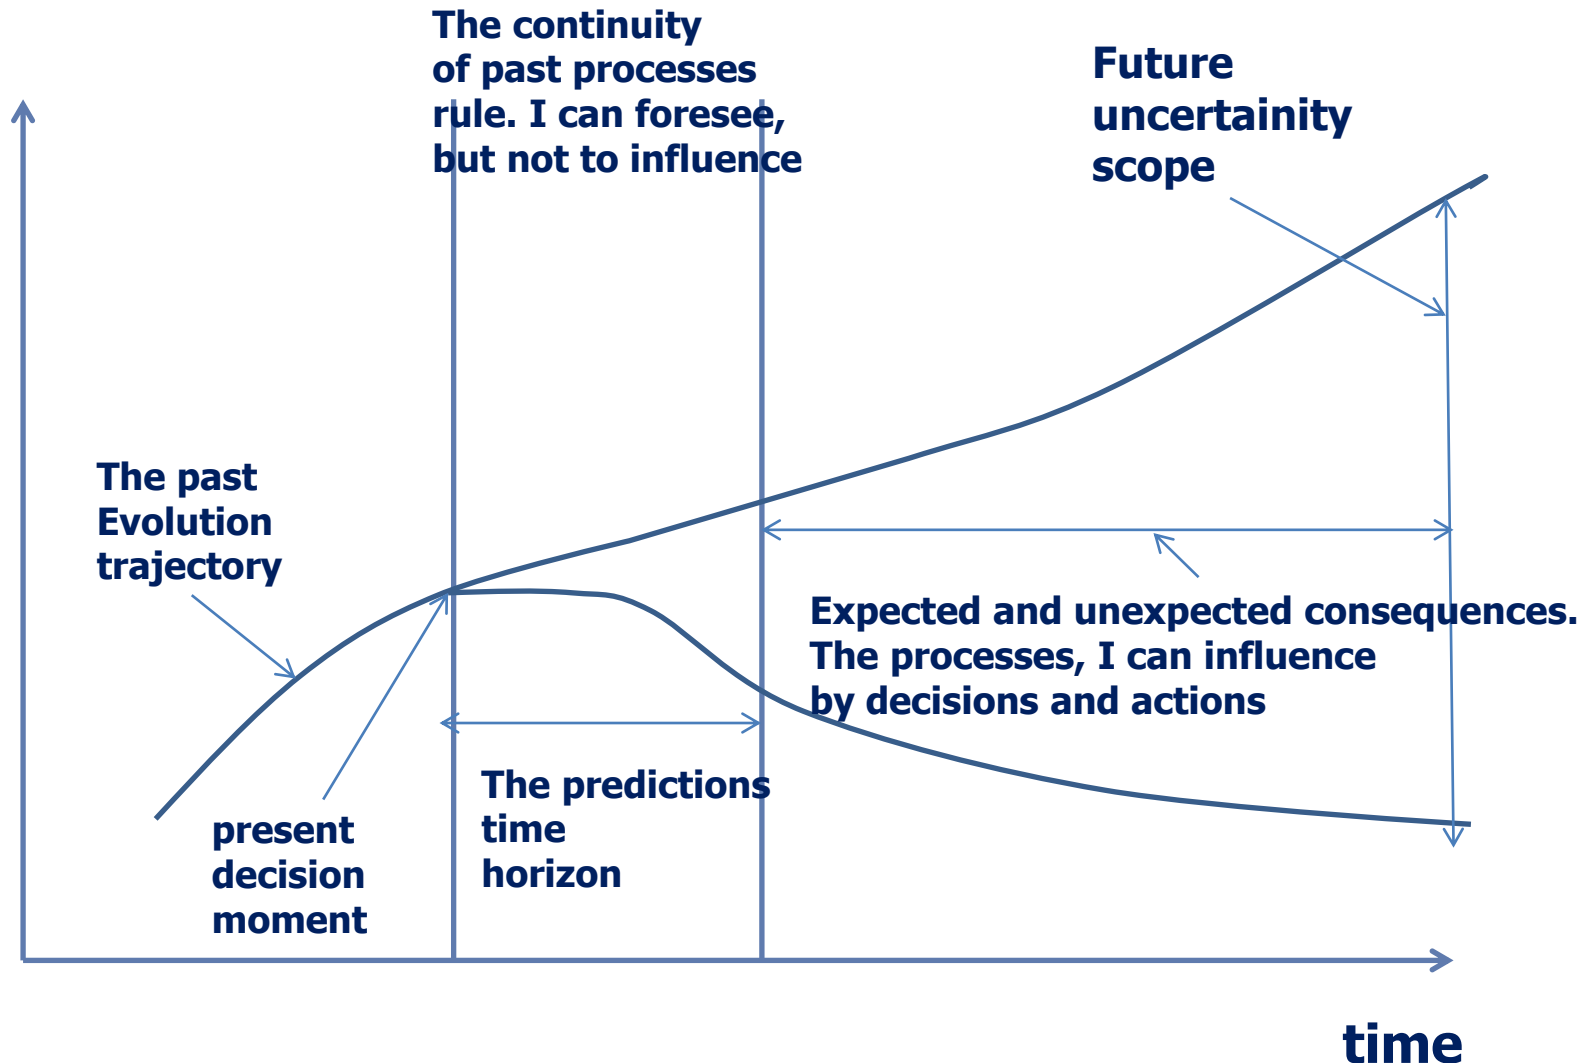 The continuity
of past processes
rule. I can foresee,
but not to influence
Future
uncertainity
scope
The past
Evolution
trajectory
Expected and unexpected consequences.
The processes, I can influence
by decisions and actions
The predictions
time
horizon
present
decision
moment
time